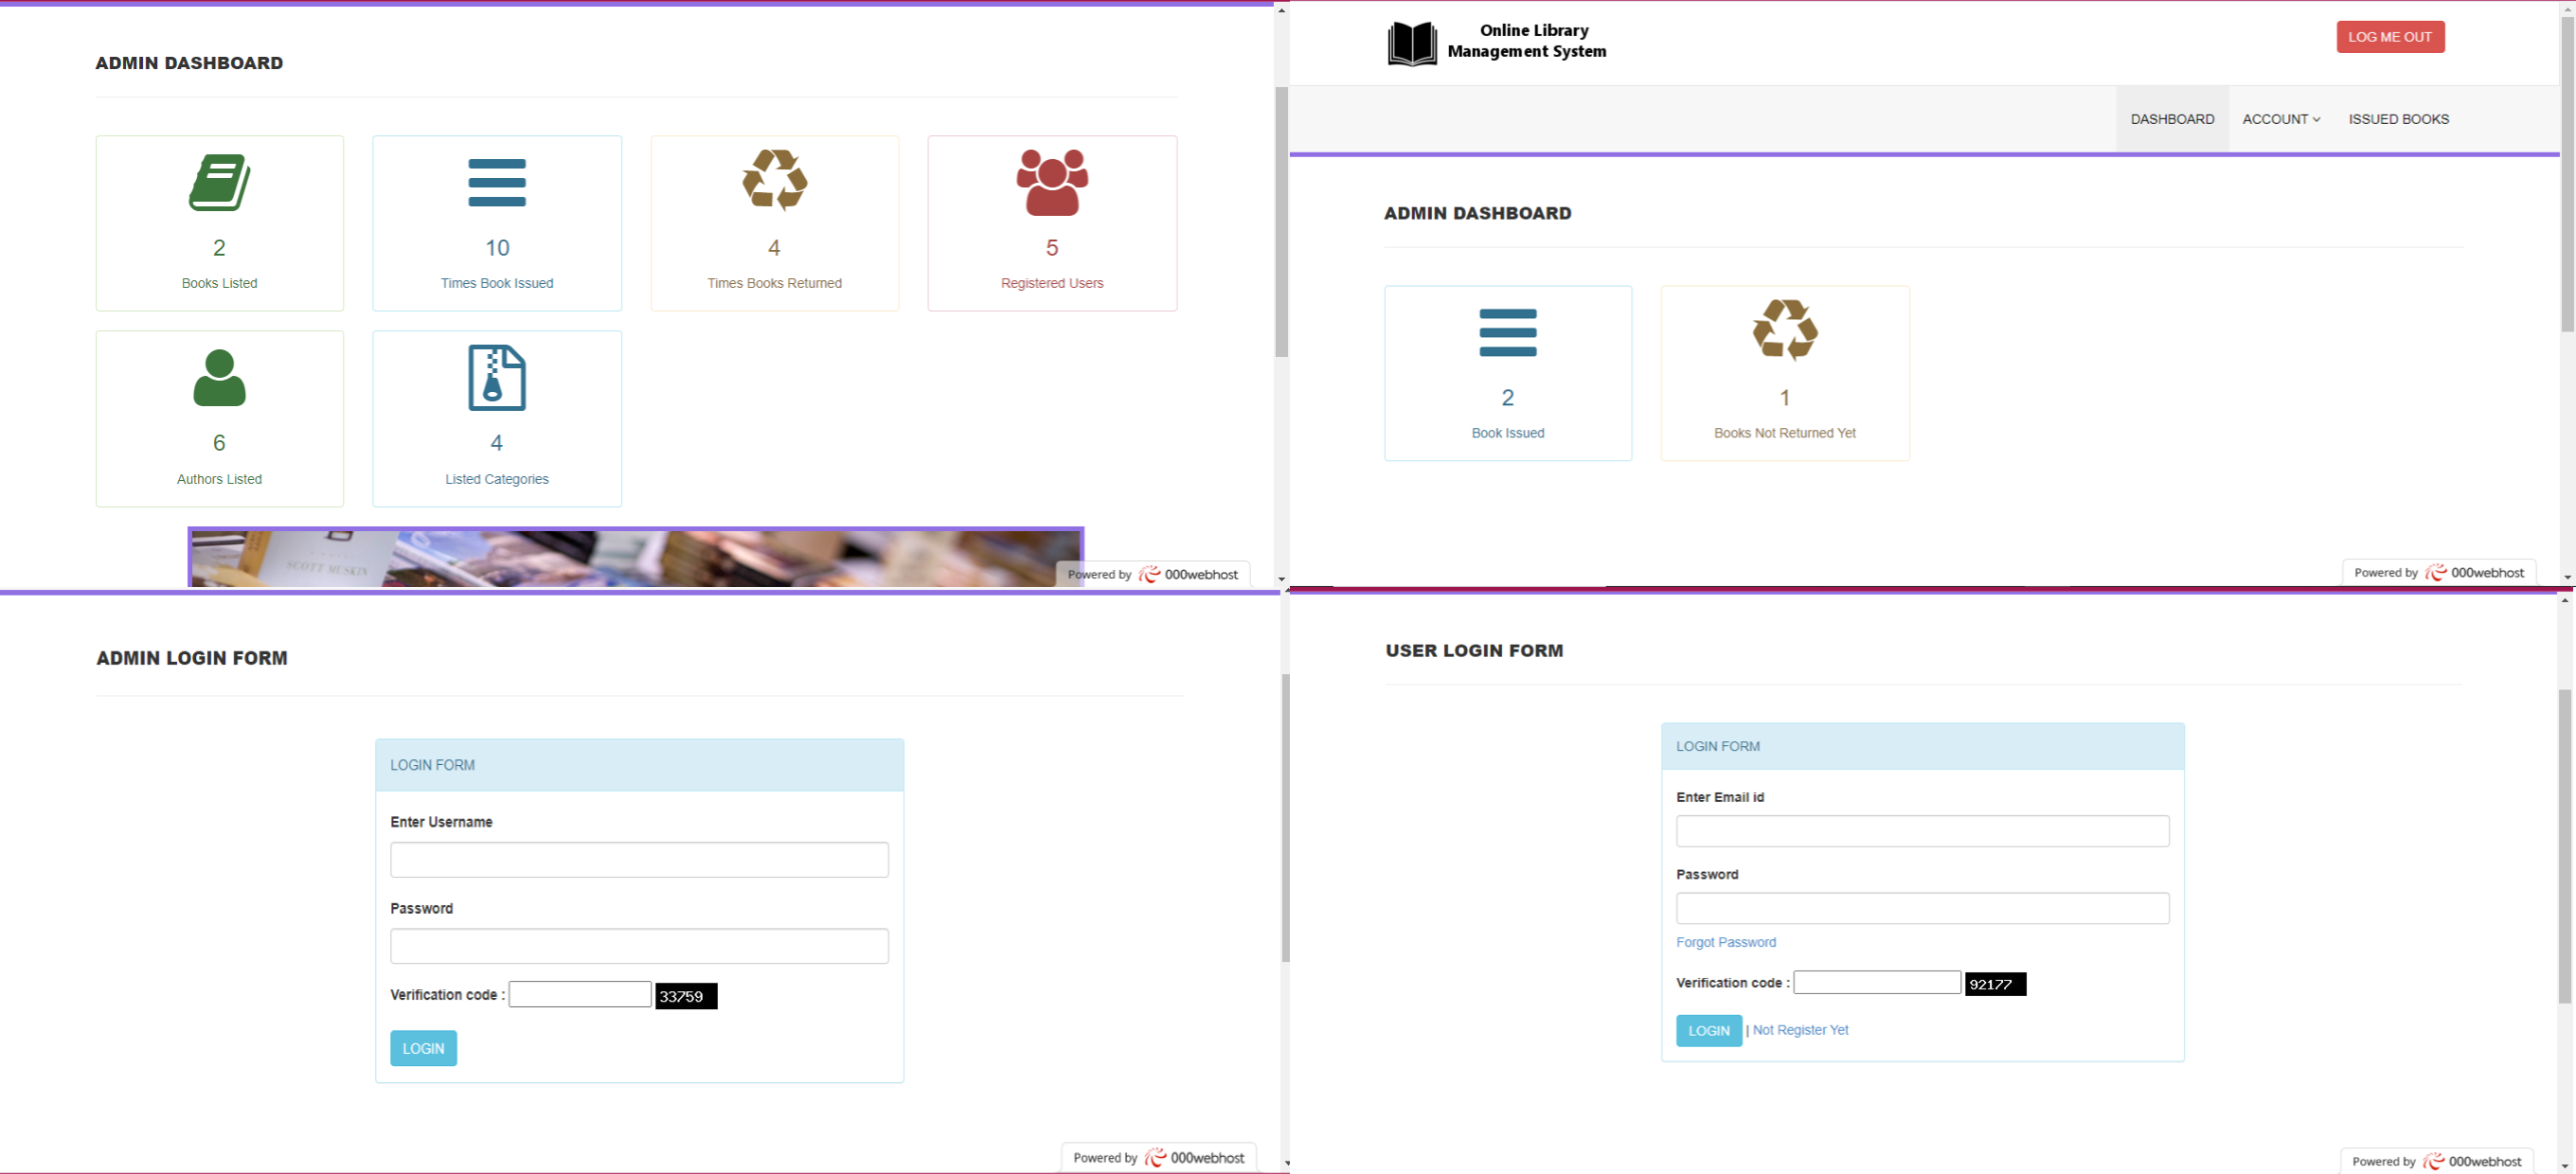 ADMIN DASHBOARD
2
Books Listed
10
Times Book Issued
4
Times Books Returned
5
Registered Users
6
Authors Listed
4
Listed Categories
SCOTT MUSKIN
Powered by 000webhost
Online Library
Management System
LOG ME OUT
DASHBOARD ACCOUNT ISSUED BOOKS
ADMIN DASHBOARD
2
Book Issued
1
Books Not Returned Yet
Powered by 000webhost
ADMIN LOGIN FORM
LOGIN FORM
Enter Username
Password
Verification code : 33759
LOGIN
Powered by 000webhost
USER LOGIN FORM
LOGIN FORM
Enter Email id
Password
Forgot Password
Verification code : 92177
LOGIN | Not Register Yet
Powered by 000webhost